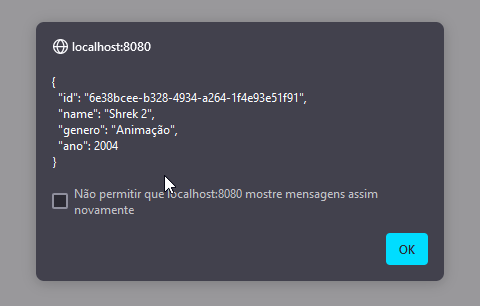 localhost:8080
{
"id": "6e38bcee-b328-4934-a264-1f4e93e51f91",
"name": "Shrek 2",
"genero": "Animação",
"ano": 2004
}
Não permitir que localhost:8080 mostre mensagens assim
novamente
OK